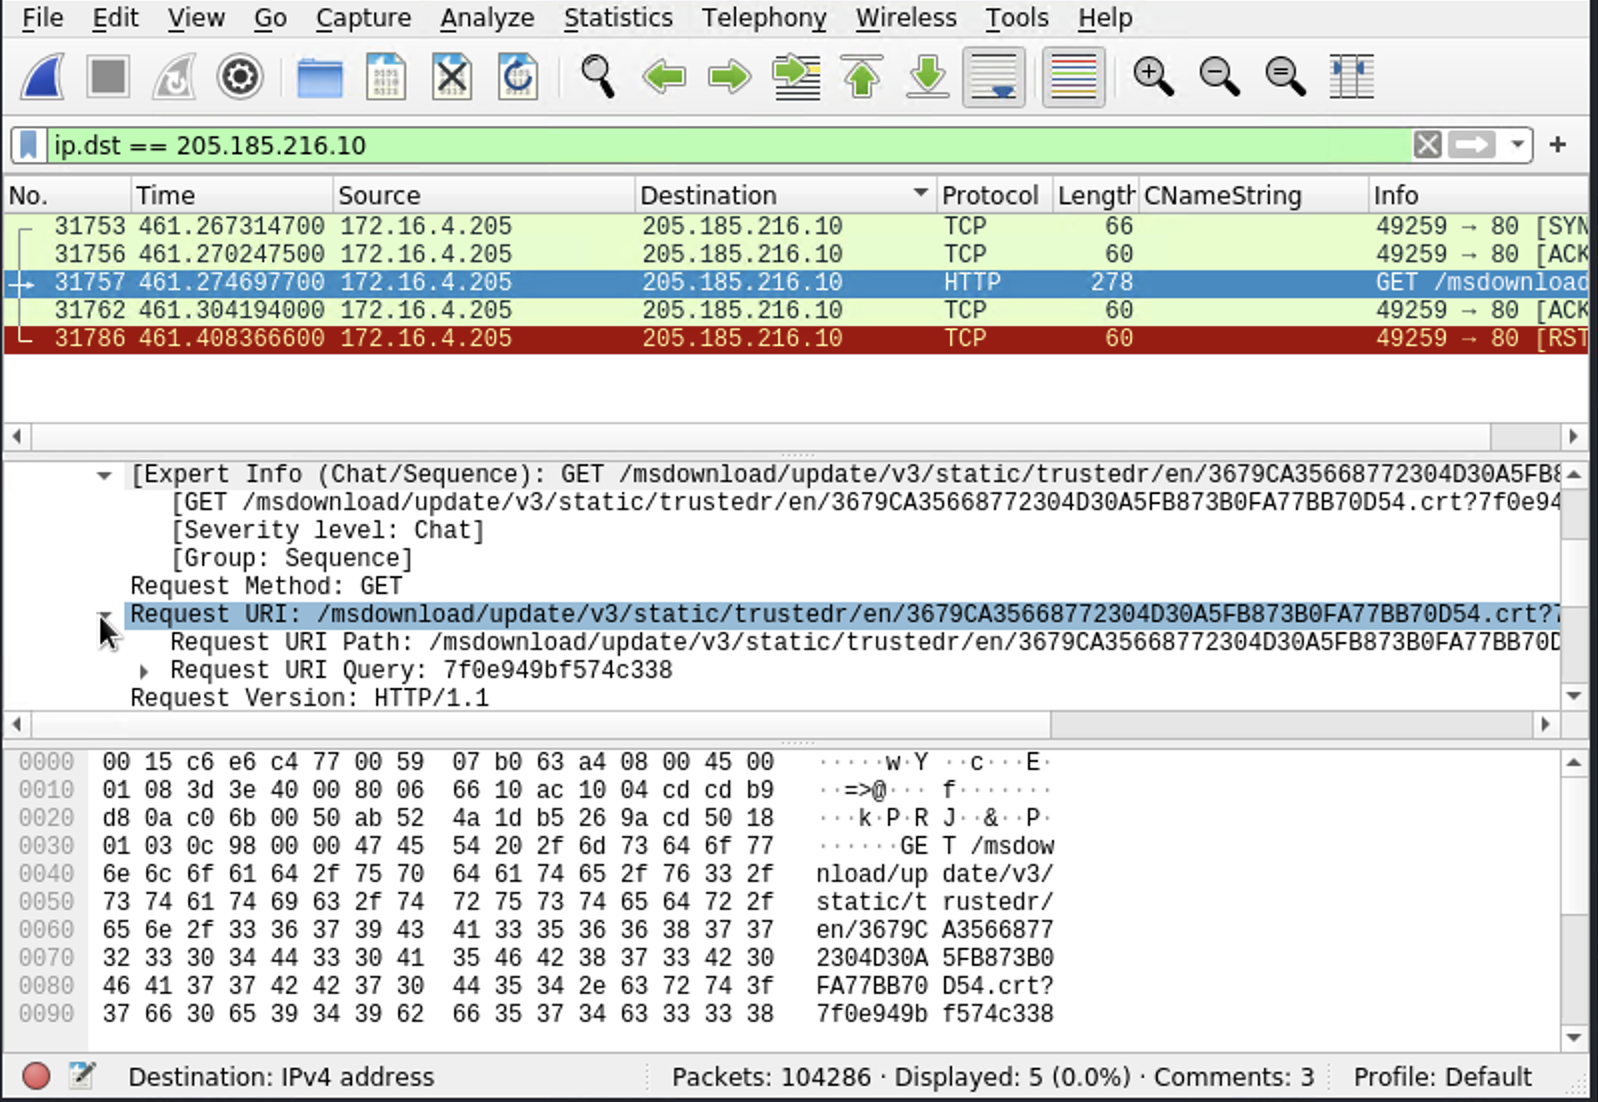 File Edit View Go Capture Analyze Statistics Telephony Wireless Tools Help
ip.dst == 205.185.216.10
No. Time Source Destination Protocol Length CNameString Info
31753 461.267314700 172.16.4.205 205.185.216.10 TCP 66 49259 → 80 [SYN
31756 461.270247500 172.16.4.205 205.185.216.10 TCP 60 49259 → 80 [ACK
31757 461.274697700 172.16.4.205 205.185.216.10 HTTP 278 GET /msdownload
31762 461.304194000 172.16.4.205 205.185.216.10 TCP 60 49259 → 80 [ACK
31786 461.408366600 172.16.4.205 205.185.216.10 TCP 60 49259 → 80 [RST
[Expert Info (Chat/Sequence): GET /msdownload/update/v3/static/trustedr/en/3679CA35668772304D30A5FB8
[GET /msdownload/update/v3/static/trustedr/en/3679CA35668772304D30A5FB873B0FA77BB70D54.crt?7f0e94
[Severity level: Chat]
[Group: Sequence]
Request Method: GET
Request URI: /msdownload/update/v3/static/trustedr/en/3679CA35668772304D30A5FB873B0FA77BB70D54.crt?7
Request URI Path: /msdownload/update/v3/static/trustedr/en/3679CA35668772304D30A5FB873B0FA77BB70D
Request URI Query: 7f0e949bf574c338
Request Version: HTTP/1.1
0000 00 15 c6 e6 c4 77 00 59 07 b0 63 a4 08 00 45 00 ·····w·Y ··c···E·
0010 01 08 3d 3e 40 00 80 06 66 10 ac 10 04 cd cd b9 ··=>@··· f·······
0020 d8 0a c0 6b 00 50 ab 52 4a 1d b5 26 9a cd 50 18 ···k·P·R J··&··P·
0030 01 03 0c 98 00 00 47 45 54 20 2f 6d 73 64 6f 77 ······GE T /msdow
0040 6e 6c 6f 61 64 2f 75 70 64 61 74 65 2f 76 33 2f nload/up date/v3/
0050 73 74 61 74 69 63 2f 74 72 75 73 74 65 64 72 2f static/t rustedr/
0060 65 6e 2f 33 36 37 39 43 41 33 35 36 36 38 37 37 en/3679C A3566877
0070 32 33 30 34 44 33 30 41 35 46 42 38 37 33 42 30 2304D30A 5FB873B0
0080 46 41 37 37 42 42 37 30 44 35 34 2e 63 72 74 3f FA77BB70 D54.crt?
0090 37 66 30 65 39 34 39 62 66 35 37 34 63 33 33 38 7f0e949b f574c338
Destination: IPv4 address Packets: 104286 · Displayed: 5 (0.0%) · Comments: 3 Profile: Default